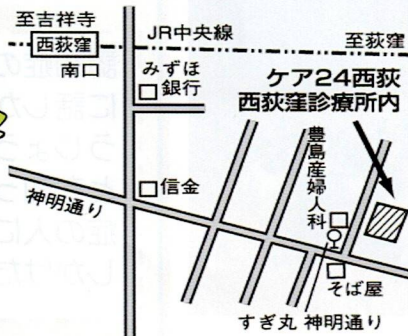 至吉祥寺
JR中央線
至荻窪
西荻窪
南口
みずほ
銀行
ケア24西荻
西荻窪診療所内
豊島産婦人科
信金
神明通り
そば屋
すぎ丸 神明通り